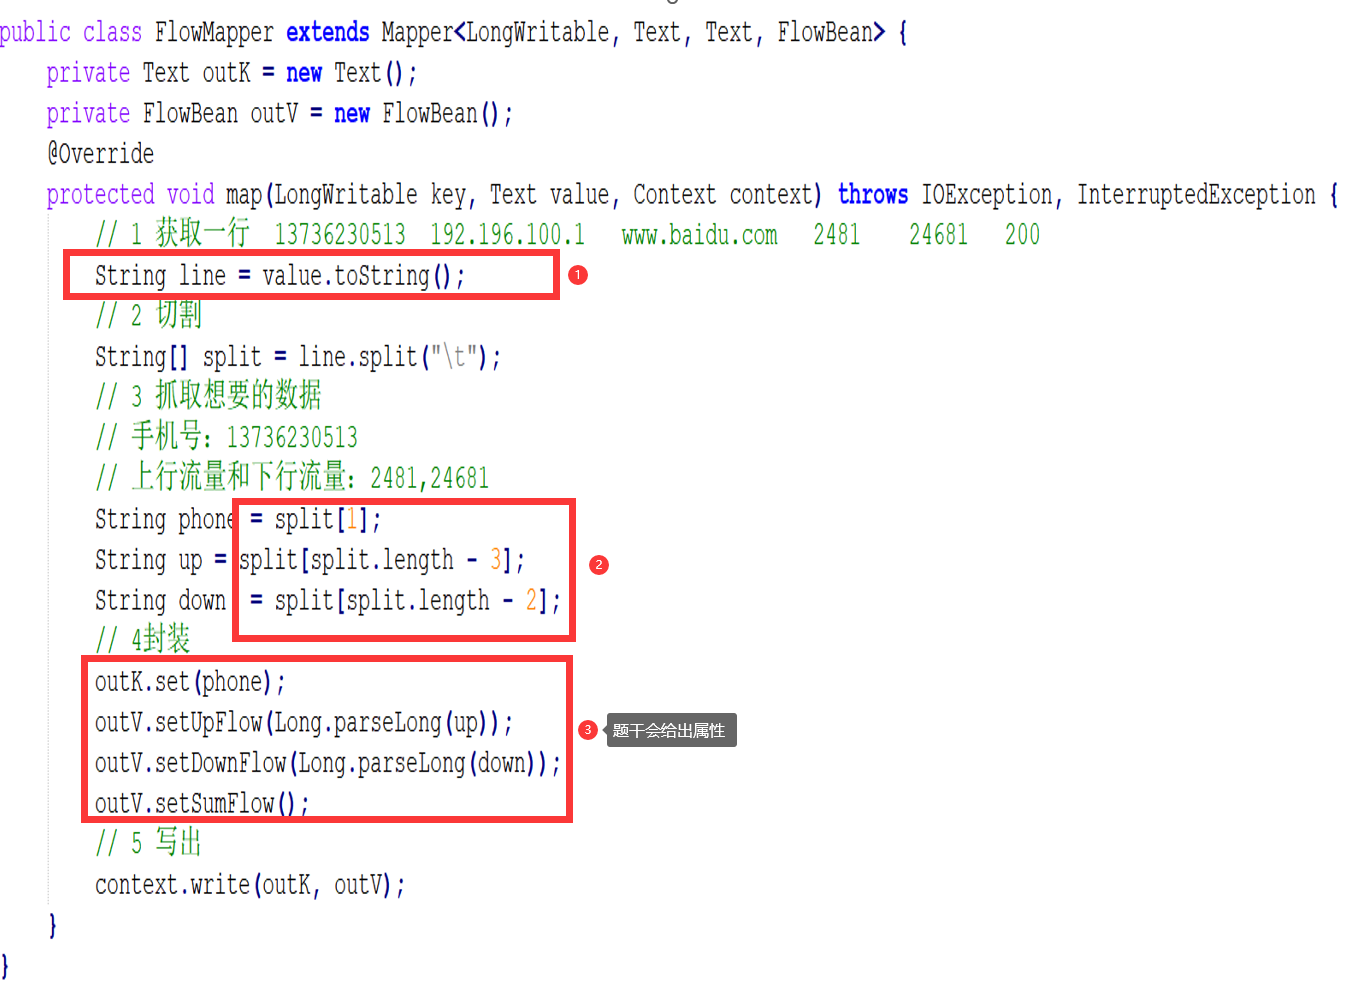 public class FlowMapper extends Mapper<LongWritable, Text, Text, FlowBean> {
private Text outK = new Text();
private FlowBean outV = new FlowBean();
@Override
protected void map(LongWritable key, Text value, Context context) throws IOException, InterruptedException {
// 1 获取一行 13736230513 192.196.100.1 www.baidu.com 2481 24681 200
String line = value.toString();
1
// 2 切割
String[] split = line.split("\t");
// 3 抓取想要的数据
// 手机号: 13736230513
// 上行流量和下行流量: 2481,24681
String phone = split[1];
String up = split[split.length - 3];
2
String down = split[split.length - 2];
// 4封装
outK.set(phone);
outV.setUpFlow(Long.parseLong(up));
3 题干会给出属性
outV.setDownFlow(Long.parseLong(down));
outV.setSumFlow();
// 5 写出
context.write(outK, outV);
}
}